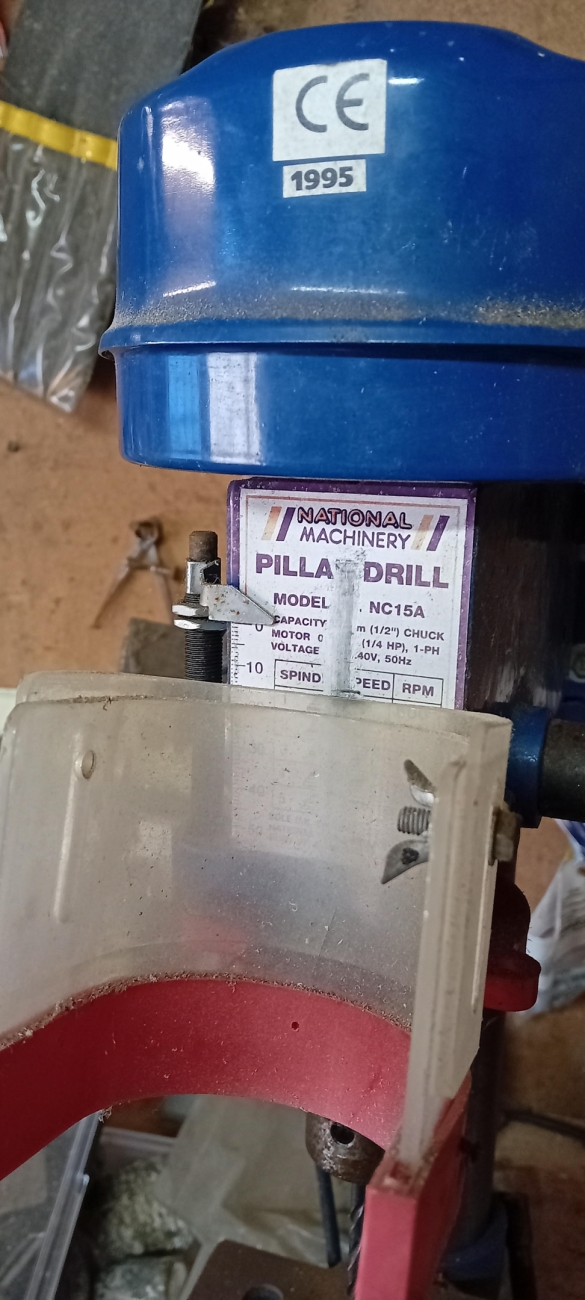 CE
1995
NATIONAL
MACHINERY
PILLA DRILL
MODEL NC15A
CAPACITY m (1/2") CHUCK
MOTOR 0 (1/4 HP), 1-PH
VOLTAGE 40V, 50Hz
0
10
SPIND PEED RPM